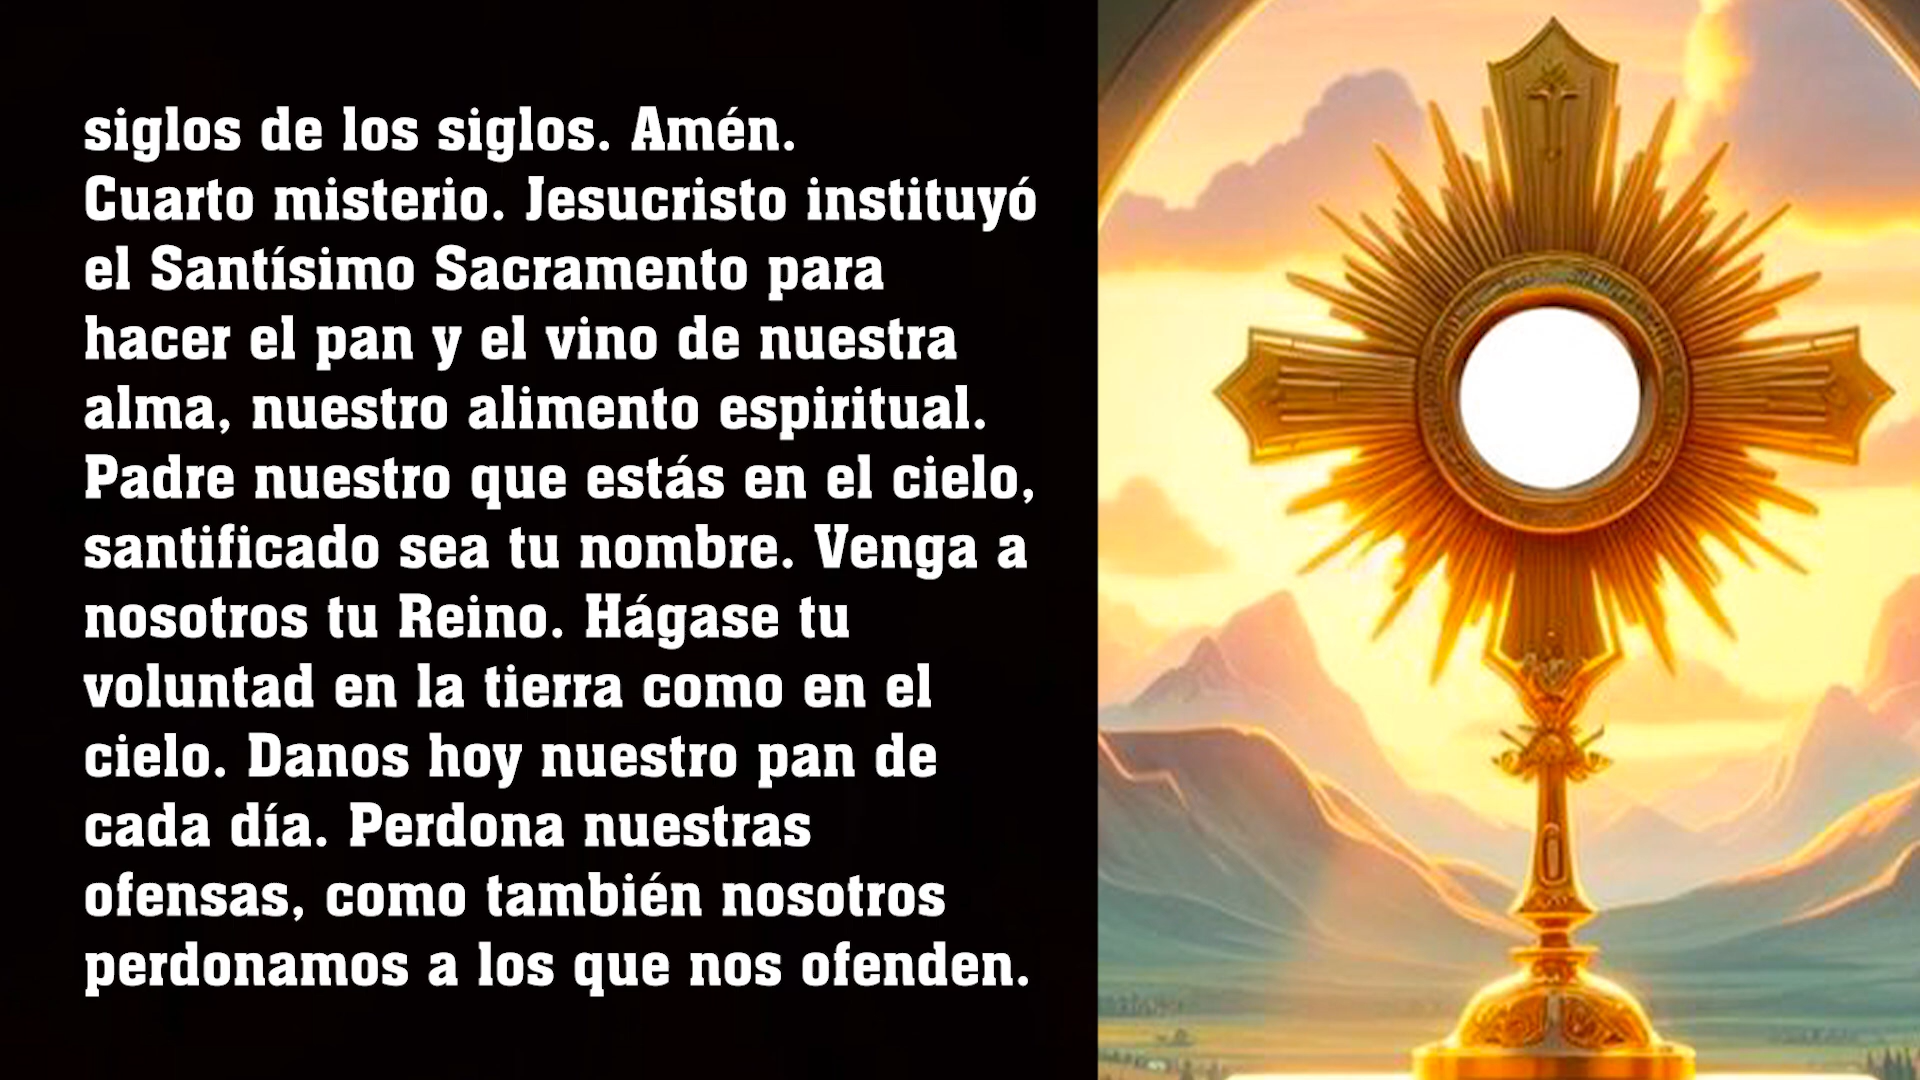 siglos de los siglos. Amén.
Cuarto misterio. Jesucristo instituyó
el Santísimo Sacramento para
hacer el pan y el vino de nuestra
alma, nuestro alimento espiritual.
Padre nuestro que estás en el cielo,
santificado sea tu nombre. Venga a
nosotros tu Reino. Hágase tu
voluntad en la tierra como en el
cielo. Danos hoy nuestro pan de
cada día. Perdona nuestras
ofensas, como también nosotros
perdonamos a los que nos ofenden.